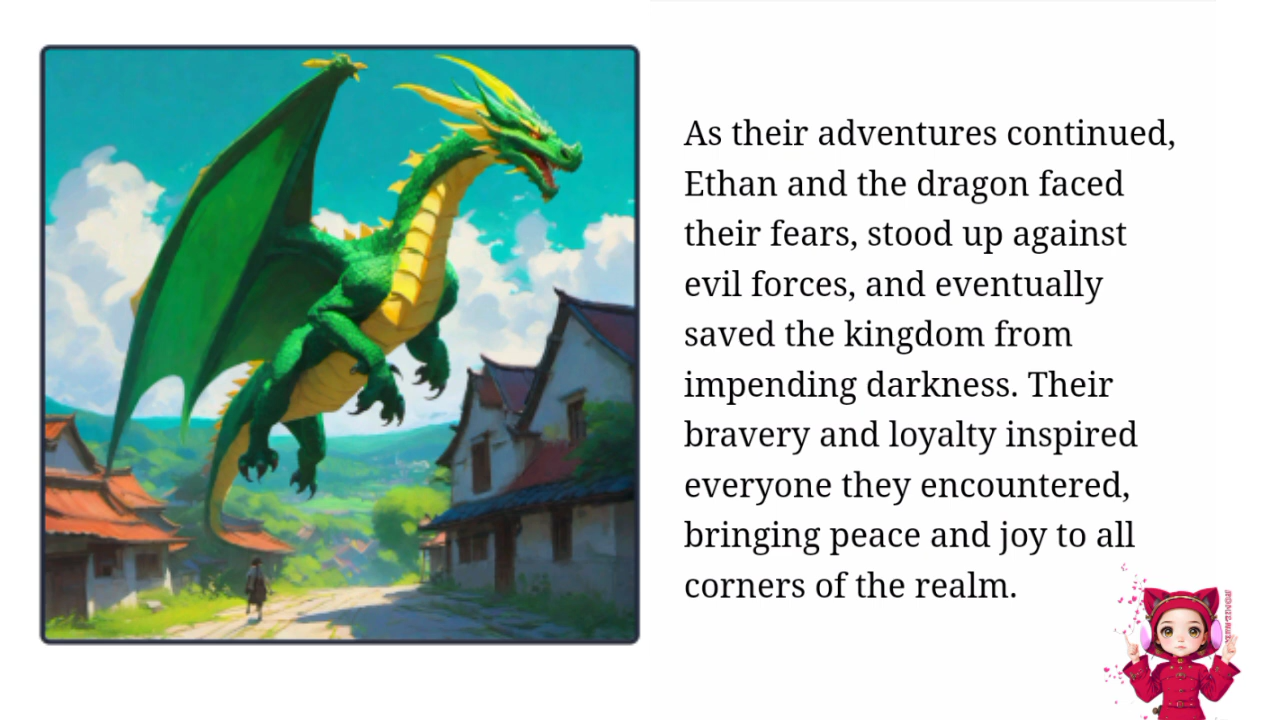 As their adventures continued,
Ethan and the dragon faced
their fears, stood up against
evil forces, and eventually
saved the kingdom from
impending darkness. Their
bravery and loyalty inspired
everyone they encountered,
bringing peace and joy to all
corners of the realm.